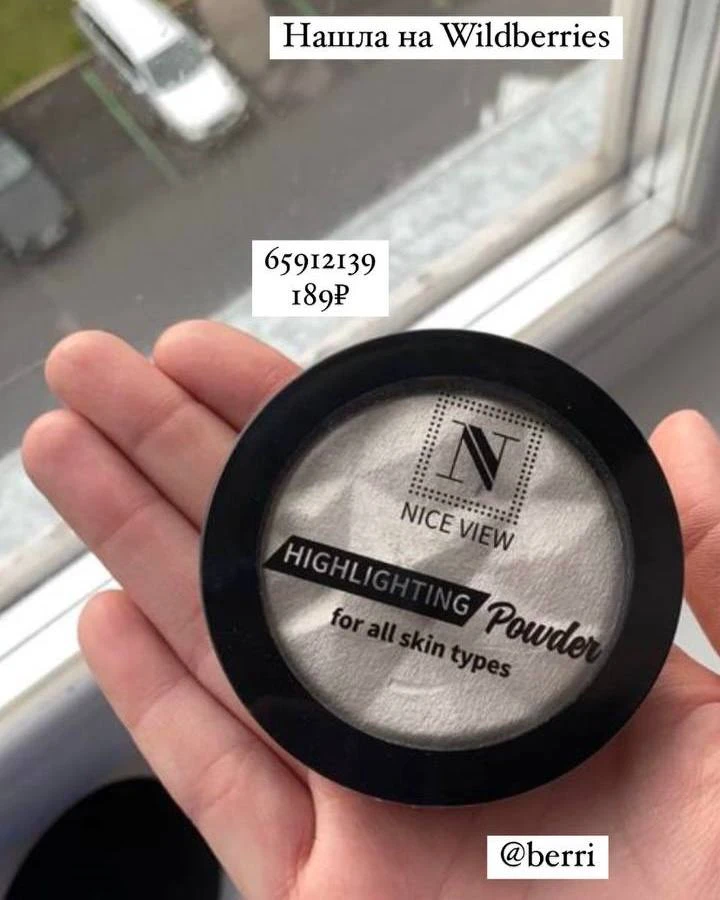 Нашла на Wildberries
65912139
189₽
N
NICE VIEW
HIGHLIGHTING Powder
for all skin types
@berri